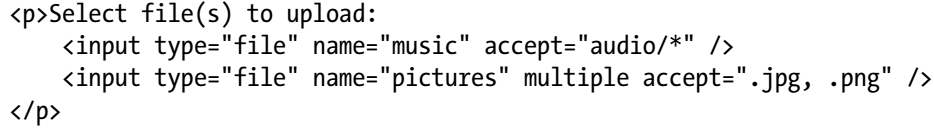 <p>Select file(s) to upload:
    <input type="file" name="music" accept="audio/*" />
    <input type="file" name="pictures" multiple accept=".jpg, .png" />
</p>